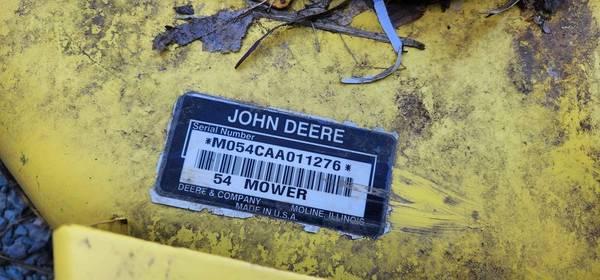 JOHN DEERE
Serial Number
*M054CAA011276*
54 MOWER
DEERE & COMPANY MOLINE, ILLINOIS
MADE IN U.S.A.